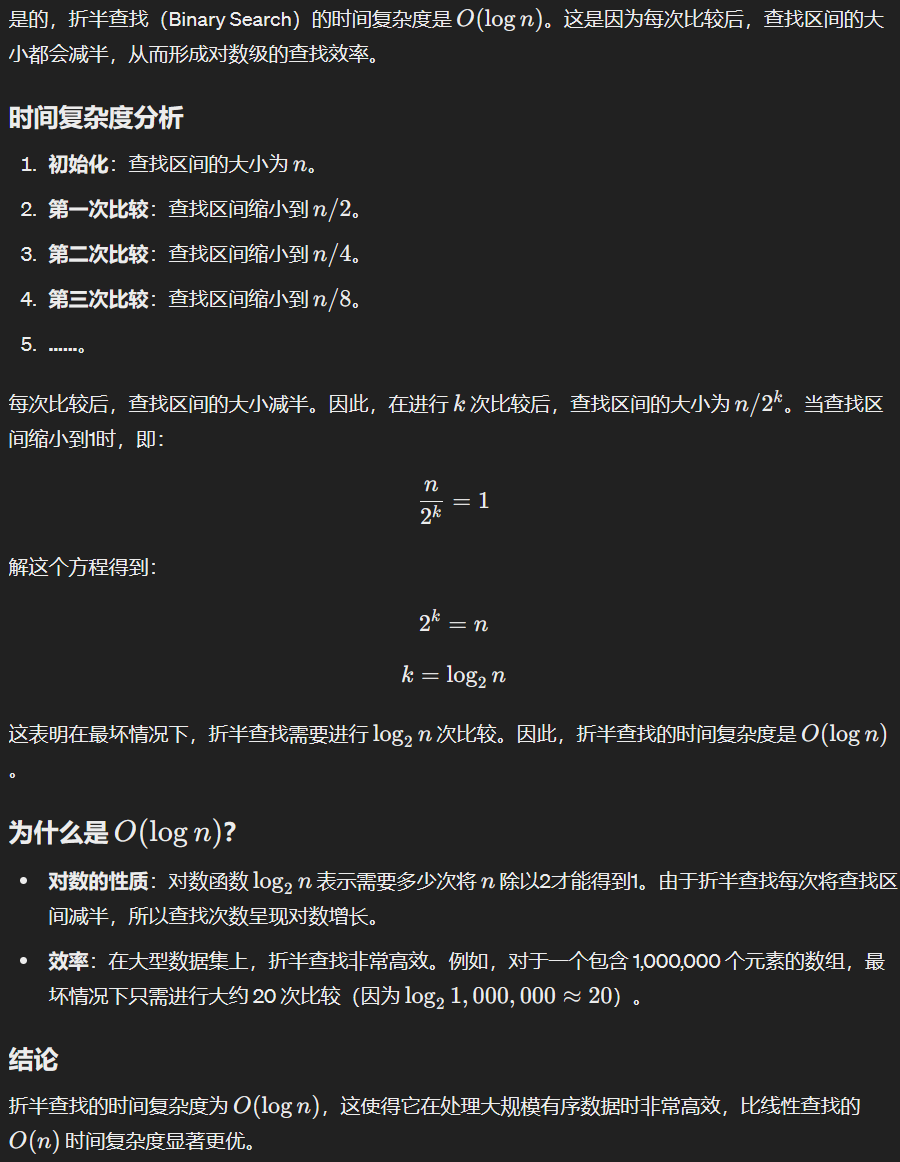 是的，折半查找（Binary Search）的时间复杂度是 O(log n)。这是因为每次比较后，查找区间的大
小都会减半，从而形成对数级的查找效率。
时间复杂度分析
1. 初始化：查找区间的大小为 n。
2. 第一次比较：查找区间缩小到 n/2。
3. 第二次比较：查找区间缩小到 n/4。
4. 第三次比较：查找区间缩小到 n/8。
5. ......。
每次比较后，查找区间的大小减半。因此，在进行 k 次比较后，查找区间的大小为 n/2^k。当查找区
间缩小到1时，即：
n/2^k = 1
解这个方程得到：
2^k = n
k = log₂ n
这表明在最坏情况下，折半查找需要进行 log₂ n 次比较。因此，折半查找的时间复杂度是 O(log n)
。
为什么是 O(log n)？
• 对数的性质：对数函数 log₂ n 表示需要多少次将 n 除以2才能得到1。由于折半查找每次将查找区
间减半，所以查找次数呈现对数增长。
• 效率：在大型数据集上，折半查找非常高效。例如，对于一个包含 1,000,000 个元素的数组，最
坏情况下只需进行大约 20 次比较（因为 log₂ 1,000,000 ≈ 20）。
结论
折半查找的时间复杂度为 O(log n)，这使得它在处理大规模有序数据时非常高效，比线性查找的
O(n) 时间复杂度显著更优。